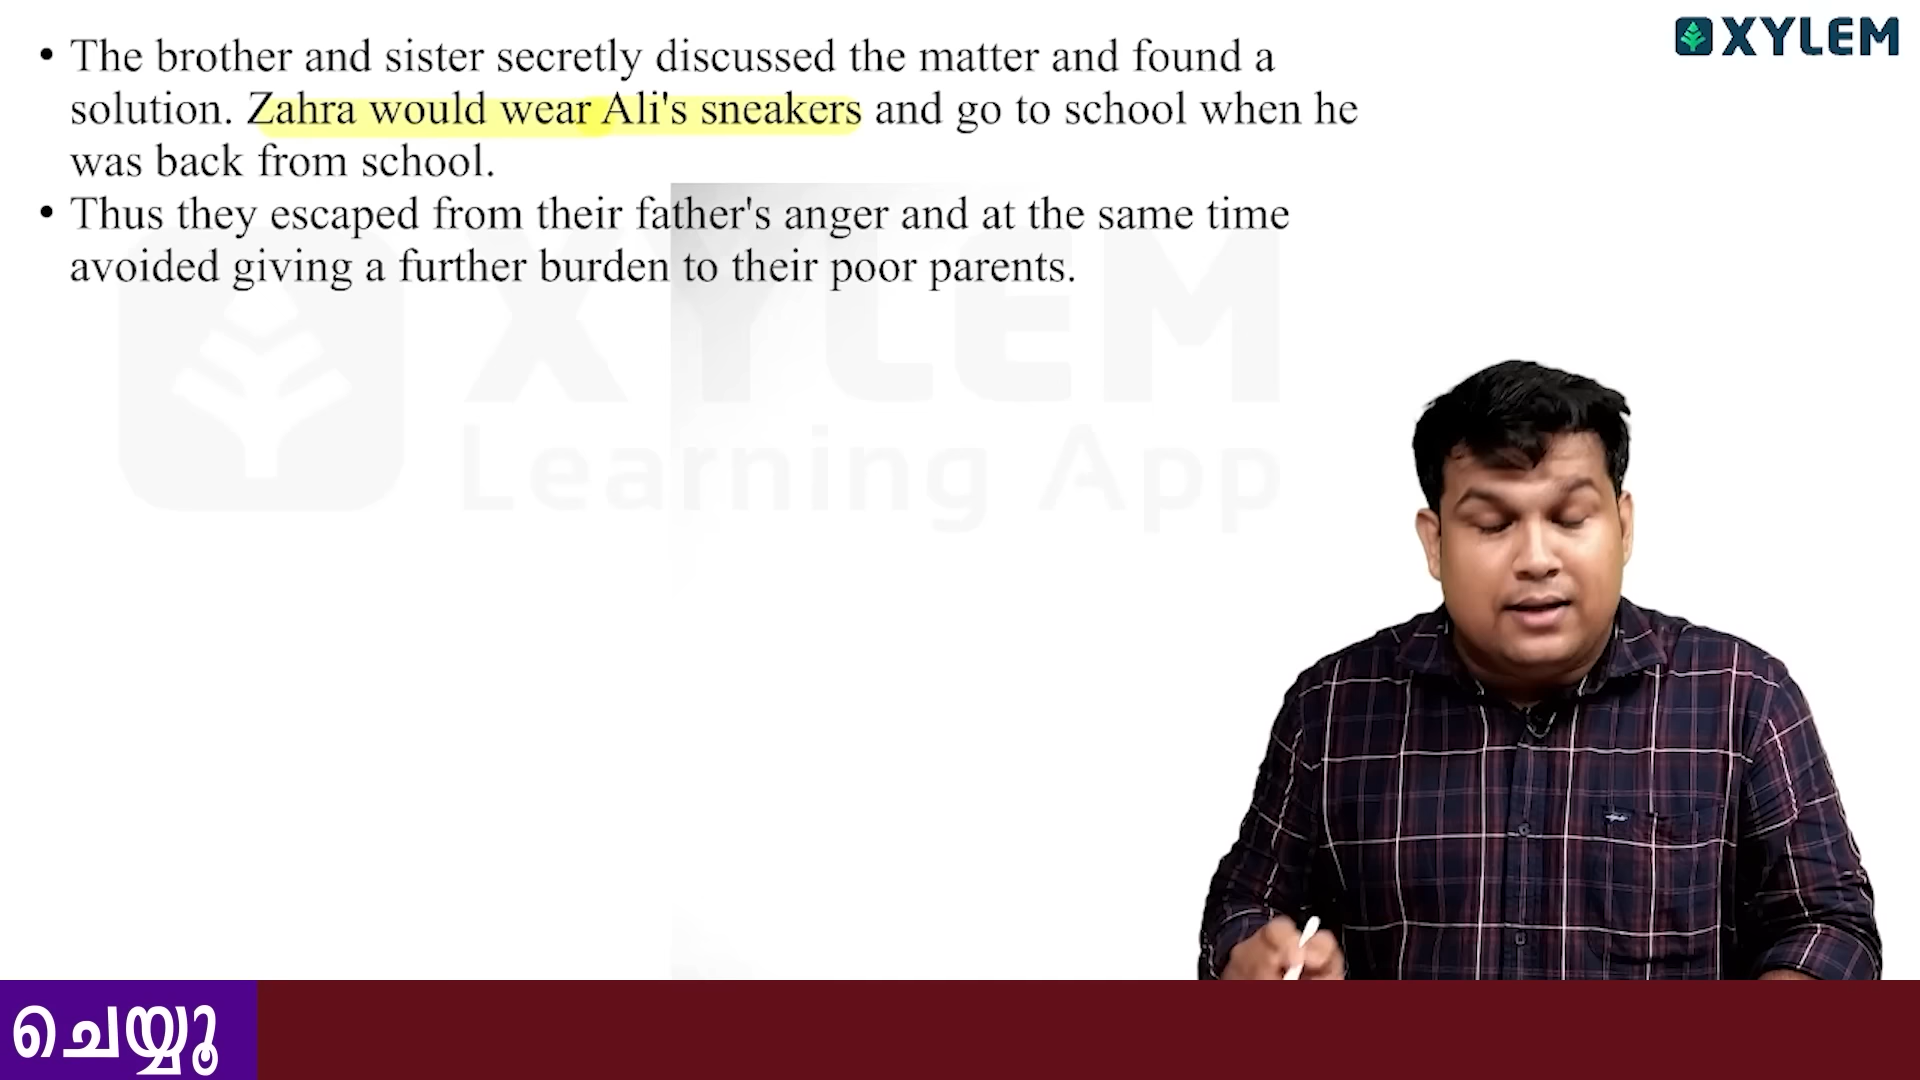 XYLEM
• The brother and sister secretly discussed the matter and found a
solution. Zahra would wear Ali's sneakers and go to school when he
was back from school.
• Thus they escaped from their father's anger and at the same time
avoided giving a further burden to their poor parents.
XYLEM
Learning App
ചെയ്യൂ